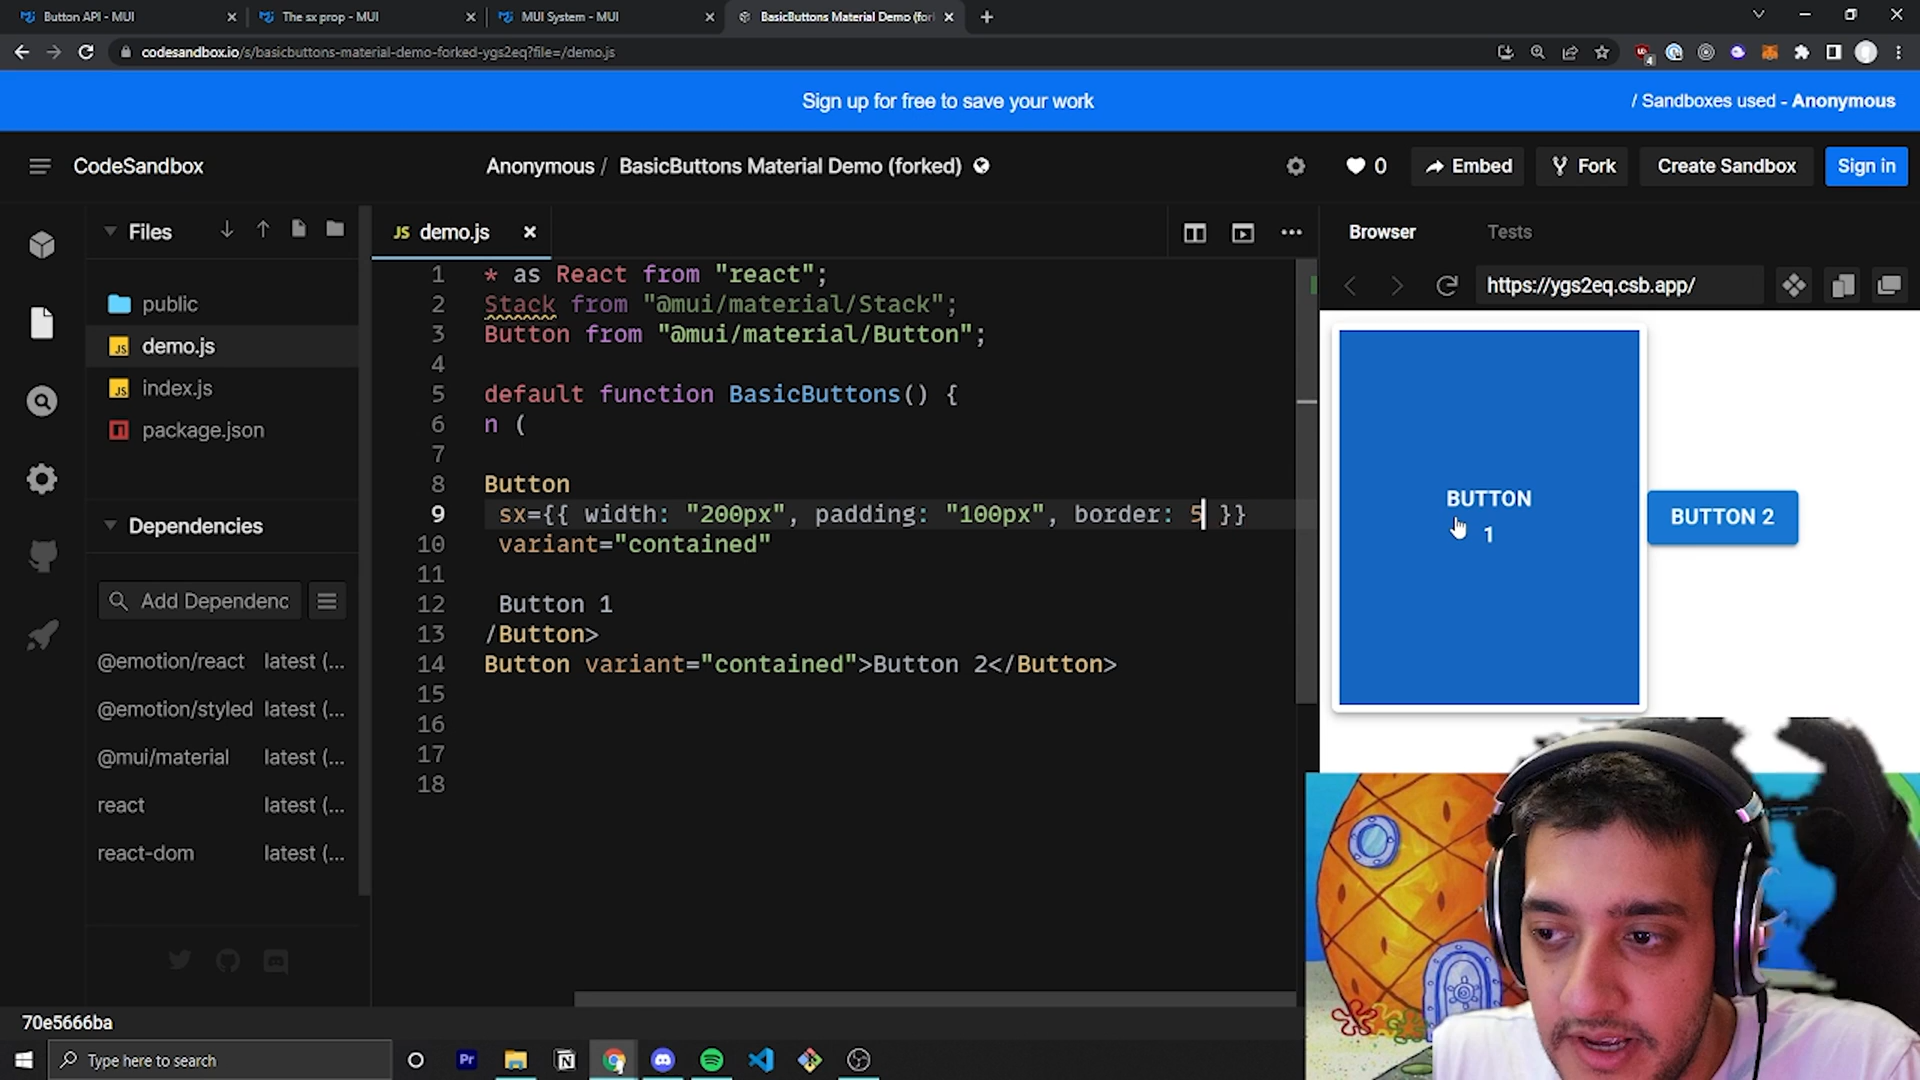 Button API - MUI
The sx prop - MUI
MUI System - MUI
BasicButtons Material Demo (for
codesandbox.io/s/basicbuttons-material-demo-forked-ygs2eq?file=/demo.js
Sign up for free to save your work
/ Sandboxes used - Anonymous
CodeSandbox
Anonymous / BasicButtons Material Demo (forked)
0
Embed
Fork
Create Sandbox
Sign in
Files
public
JS demo.js
JS index.js
package.json
Dependencies
Add Dependenc
@emotion/react latest (...
@emotion/styled latest (...
@mui/material latest (...
react latest (...
react-dom latest (...
JS demo.js
1 * as React from "react";
2 Stack from "@mui/material/Stack";
3 Button from "@mui/material/Button";
4
5 default function BasicButtons() {
6 n (
7
8 Button
9 sx={{ width: "200px", padding: "100px", border: 5 }}
10 variant="contained"
11
12 Button 1
13 /Button>
14 Button variant="contained">Button 2</Button>
15
16
17
18
Browser
Tests
https://ygs2eq.csb.app/
BUTTON
1
BUTTON 2
70e5666ba
Type here to search
Pr